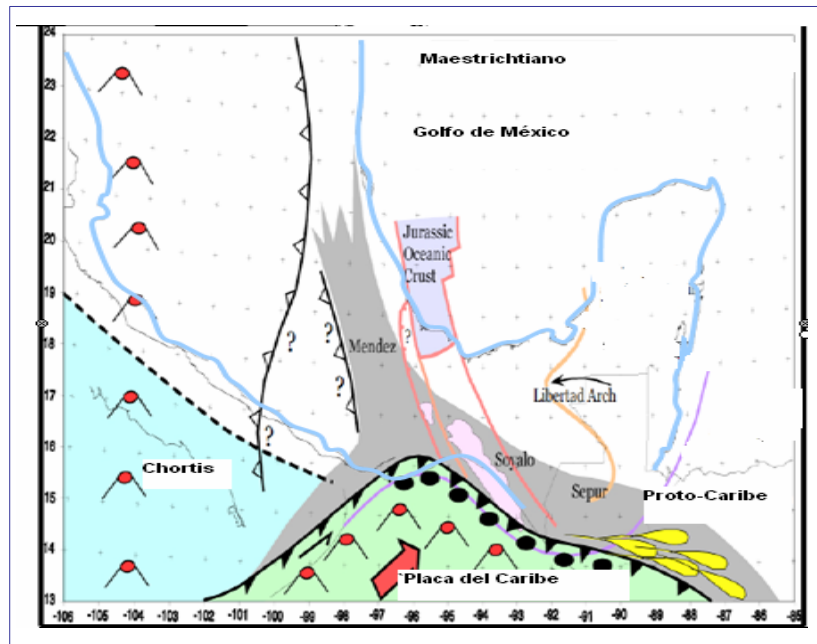 Maestrichtiano
Golfo de México
Jurassic
Oceanic
Crust
?
?
?
?
?
Mendez
Libertad Arch
Chortis
Soyalo
Sepur
Proto-Caribe
`Placa del Caribe
24
23
22
21
20
19
18
17
16
15
14
13
-106 -104 -103 -102 -101 -100 -99 -98 -97 -96 -95 -94 -93 -92 -91 -90 -89 -88 -87 -86 -85